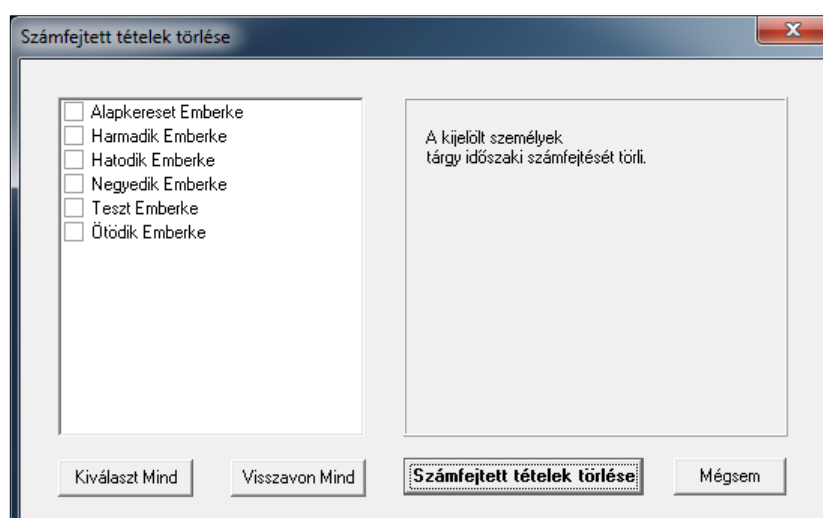 Számfejtett tételek törlése
Alapkereset Emberke
Harmadik Emberke
Hatodik Emberke
Negyedik Emberke
Teszt Emberke
Ötödik Emberke
A kijelölt személyek
tárgy időszaki számfejtését törli.
Kiválaszt Mind
Visszavon Mind
Számfejtett tételek törlése
Mégsem